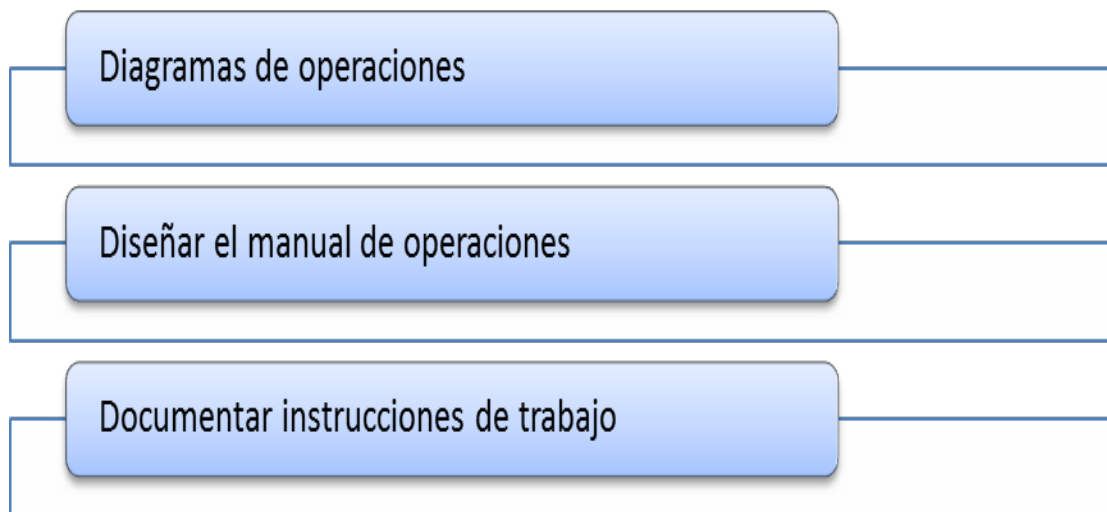 Diagramas de operaciones
Diseñar el manual de operaciones
Documentar instrucciones de trabajo